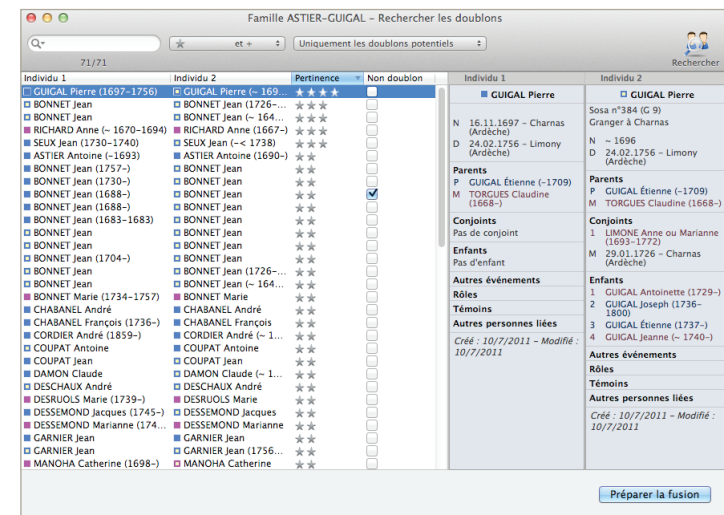 Famille ASTIER-GUIGAL – Rechercher les doublons
et + Uniquement les doublons potentiels
71/71 Rechercher
Individu 1 Individu 2 Pertinence Non doublon
GUIGAL Pierre (1697-1756) GUIGAL Pierre (~ 169...
BONNET Jean BONNET Jean (1726-...
BONNET Jean BONNET Jean (~ 164...
RICHARD Anne (~ 1670-1694) RICHARD Anne (1667-)
SEUX Jean (1730-1740) SEUX Jean (-< 1738)
ASTIER Antoine (-1693) ASTIER Antoine (1690-)
BONNET Jean (1757-) BONNET Jean
BONNET Jean (1730-) BONNET Jean
BONNET Jean (1688-) BONNET Jean
BONNET Jean (1688-) BONNET Jean
BONNET Jean (1683-1683) BONNET Jean
BONNET Jean BONNET Jean
BONNET Jean (1704-) BONNET Jean
BONNET Jean BONNET Jean
BONNET Jean BONNET Jean (1726-...
BONNET Jean BONNET Jean (~ 164...
BONNET Marie (1734-1757) BONNET Marie
CHABANEL André CHABANEL André
CHABANEL François (1736-) CHABANEL François
CORDIER André (1859-) CORDIER André (~ 1...
COUPAT Antoine COUPAT Antoine
COUPAT Jean COUPAT Jean
DAMON Claude DAMON Claude (~ 1...
DESCHAUX André DESCHAUX André
DESRUOLS Marie (1739-) DESRUOLS Marie
DESSEMOND Jacques (1745-) DESSEMOND Jacques
DESSEMOND Marianne (174... DESSEMOND Marianne
GARNIER Jean GARNIER Jean
GARNIER Jean GARNIER Jean (1756...
MANOHA Catherine (1698-) MANOHA Catherine
Individu 1
GUIGAL Pierre
N 16.11.1697 – Charnas
(Ardèche)
D 24.02.1756 – Limony
(Ardèche)
Parents
P GUIGAL Étienne (-1709)
M TORGUES Claudine
(1668-)
Conjoints
Pas de conjoint
Enfants
Pas d'enfant
Autres événements
Rôles
Témoins
Autres personnes liées
Créé : 10/7/2011 – Modifié :
10/7/2011
Individu 2
GUIGAL Pierre
Sosa n°384 (G 9)
Granger à Charnas
N ~ 1696
D 24.02.1756 – Limony
(Ardèche)
Parents
P GUIGAL Étienne (-1709)
M TORGUES Claudine (1668-)
Conjoints
1 LIMONE Anne ou Marianne
(1693-1772)
M 29.01.1726 – Charnas
(Ardèche)
Enfants
1 GUIGAL Antoinette (1729-)
2 GUIGAL Joseph (1736-
1800)
3 GUIGAL Étienne (1737-)
4 GUIGAL Jeanne (~ 1740-)
Autres événements
Rôles
Témoins
Autres personnes liées
Créé : 10/7/2011 – Modifié :
10/7/2011
Préparer la fusion